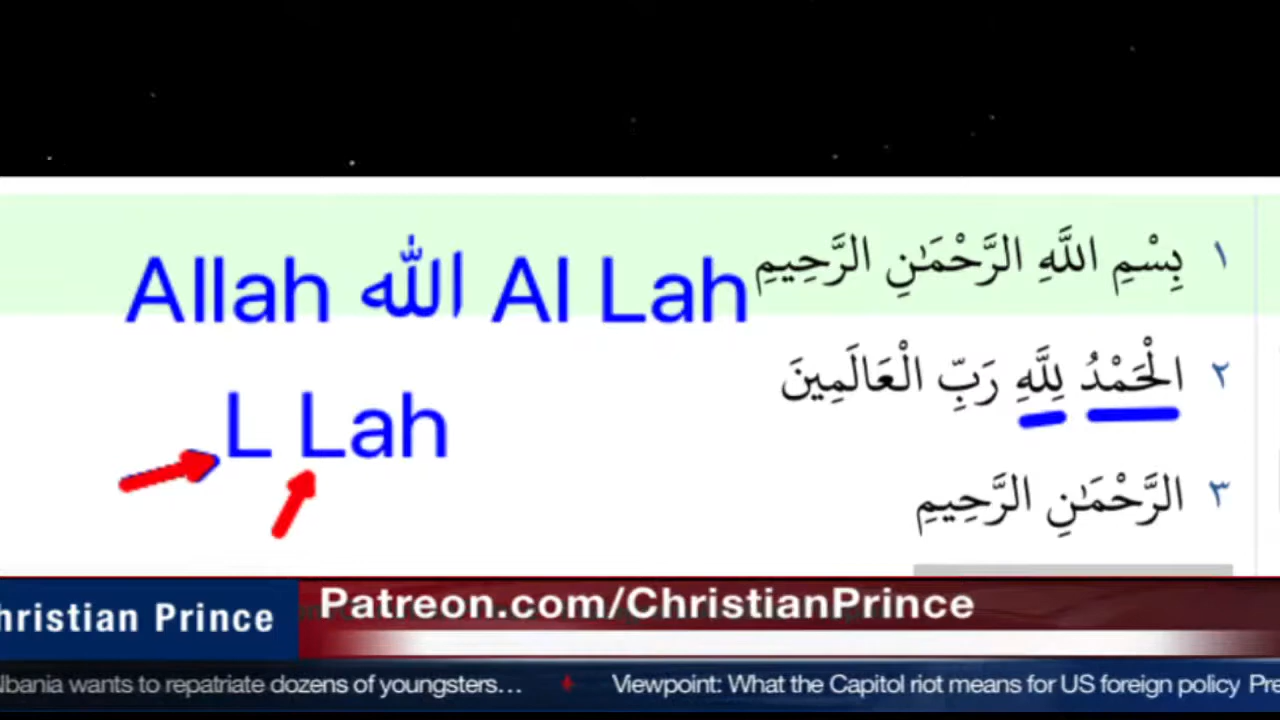 Allah الله Al Lah
L Lah
١ بِسْمِ اللَّهِ الرَّحْمَٰنِ الرَّحِيمِ
٢ الْحَمْدُ لِلَّهِ رَبِّ الْعَالَمِينَ
٣ الرَّحْمَٰنِ الرَّحِيمِ
hristian Prince
Patreon.com/ChristianPrince
lbania wants to repatriate dozens of youngsters... Viewpoint: What the Capitol riot means for US foreign policy Pre